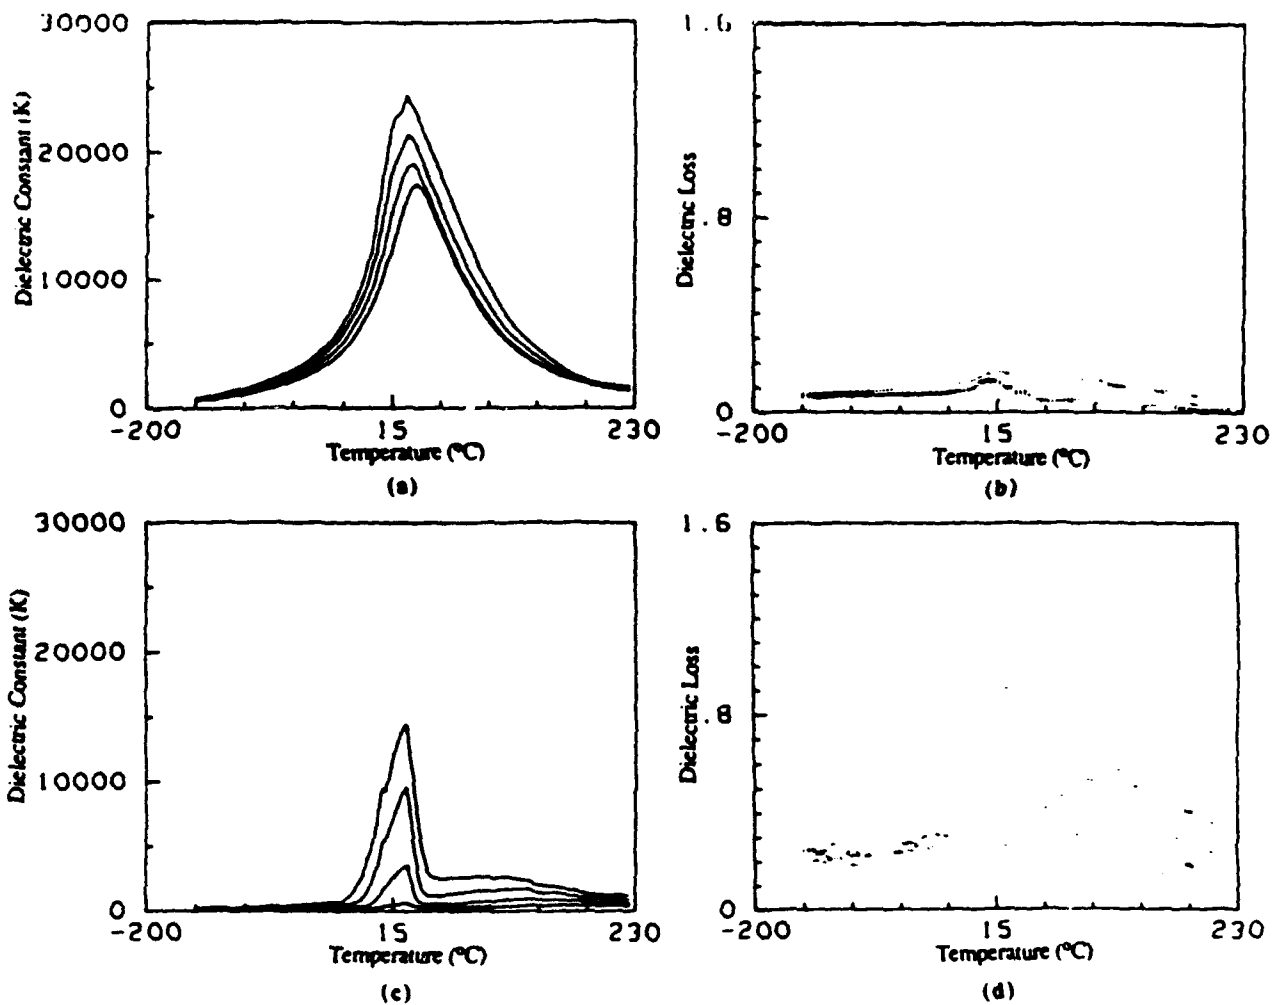 30000
20000
10000
0
-200 15 230
Dielectric Constant (K)
Temperature (°C)
(a)
1.6
.8
0
-200 15 230
Dielectric Loss
Temperature (°C)
(b)
30000
20000
10000
0
-200 15 230
Dielectric Constant (K)
Temperature (°C)
(c)
1.6
.8
0
-200 15 230
Dielectric Loss
Temperature (°C)
(d)